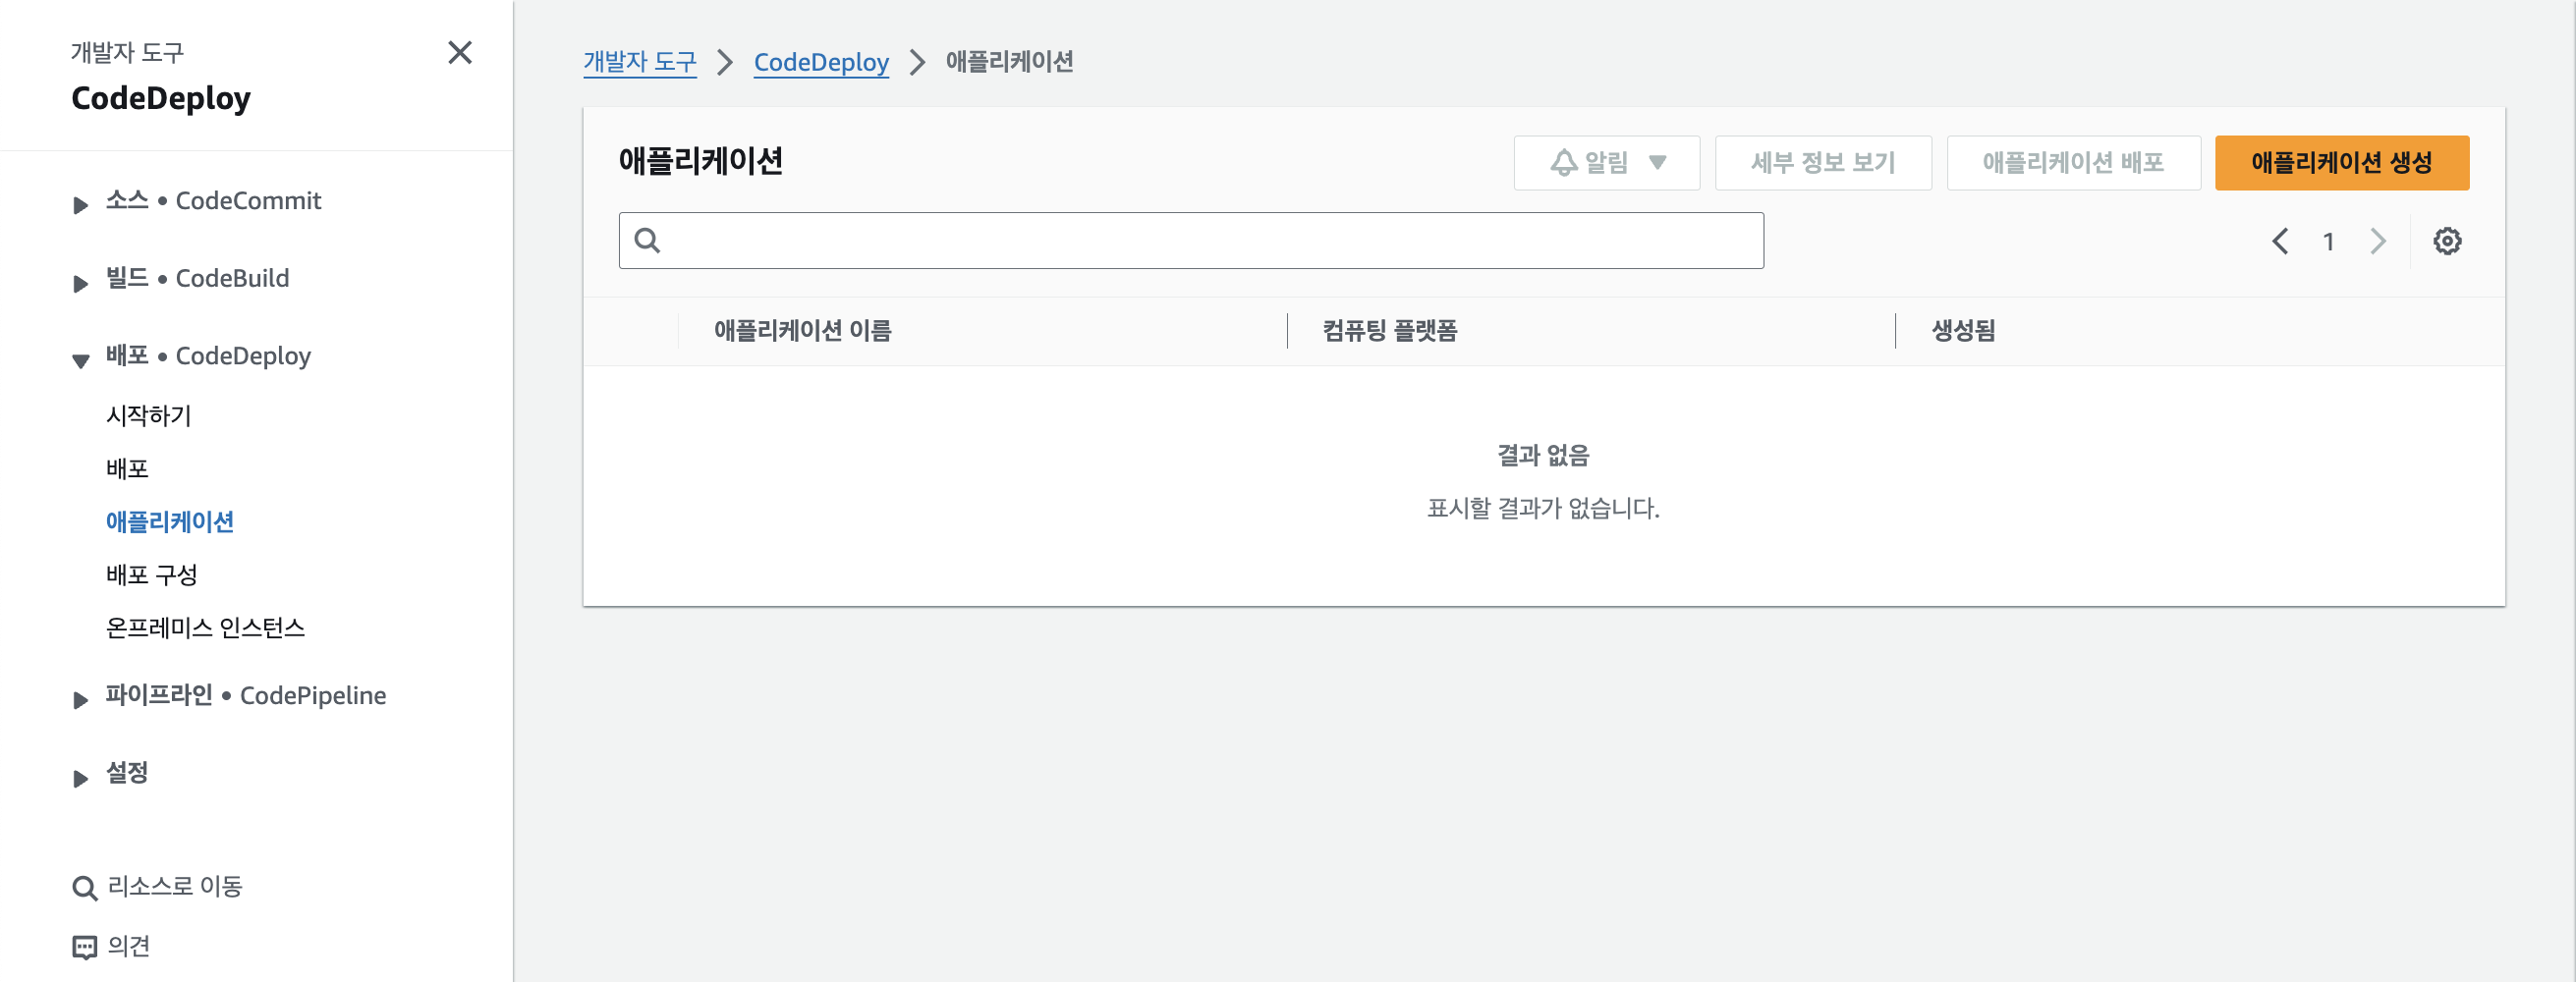 개발자 도구
CodeDeploy
소스 • CodeCommit
빌드 • CodeBuild
배포 • CodeDeploy
시작하기
배포
애플리케이션
배포 구성
온프레미스 인스턴스
파이프라인 • CodePipeline
설정
리소스로 이동
의견
개발자 도구 > CodeDeploy > 애플리케이션
애플리케이션
알림 세부 정보 보기 애플리케이션 배포 애플리케이션 생성
1
애플리케이션 이름 컴퓨팅 플랫폼 생성됨
결과 없음
표시할 결과가 없습니다.